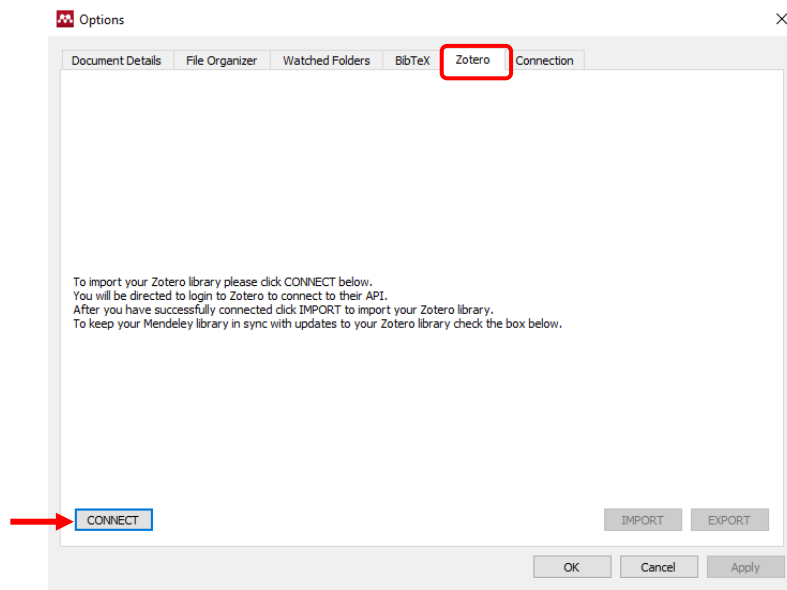 Options
Document Details File Organizer Watched Folders BibTeX Zotero Connection
To import your Zotero library please click CONNECT below.
You will be directed to login to Zotero to connect to their API.
After you have successfully connected click IMPORT to import your Zotero library.
To keep your Mendeley library in sync with updates to your Zotero library check the box below.
CONNECT IMPORT EXPORT
OK Cancel Apply